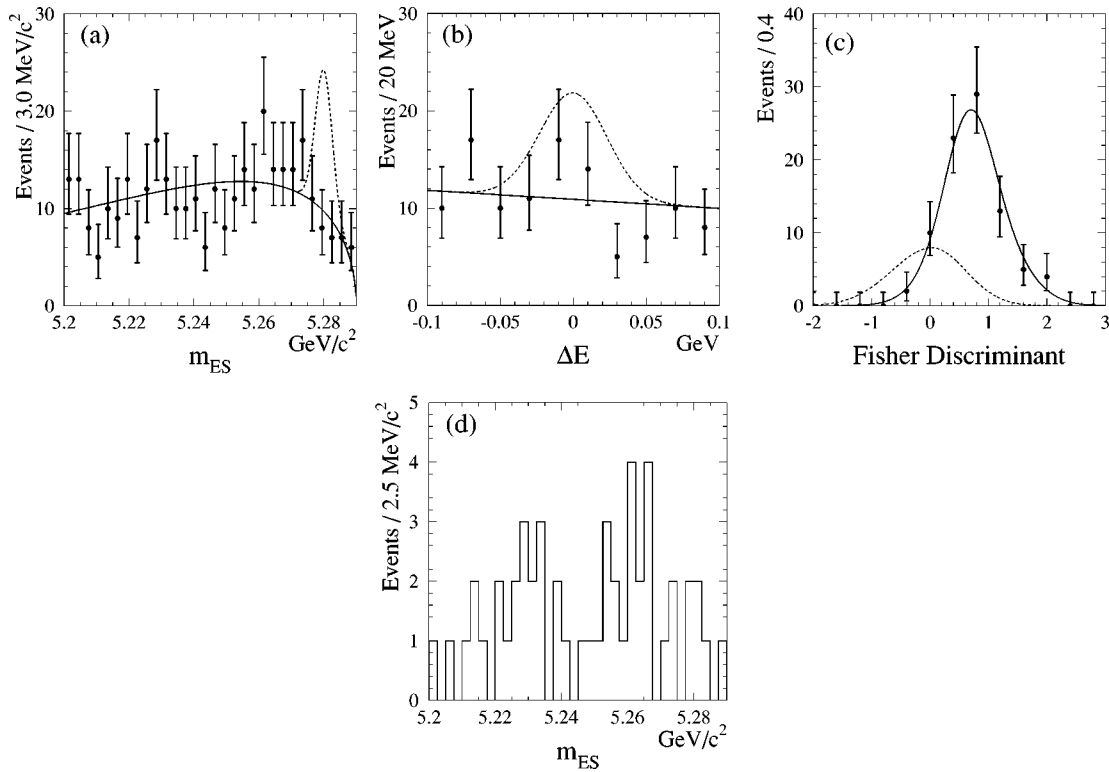 (a)
Events / 3.0 MeV/c²
30
20
10
0
5.2
5.22
5.24
5.26
5.28
GeV/c²
m_ES
(b)
Events / 20 MeV
30
20
10
0
-0.1
-0.05
0
0.05
0.1
GeV
ΔE
(c)
Events / 0.4
40
30
20
10
0
-2
-1
0
1
2
3
Fisher Discriminant
(d)
Events / 2.5 MeV/c²
5
4
3
2
1
0
5.2
5.22
5.24
5.26
5.28
GeV/c²
m_ES